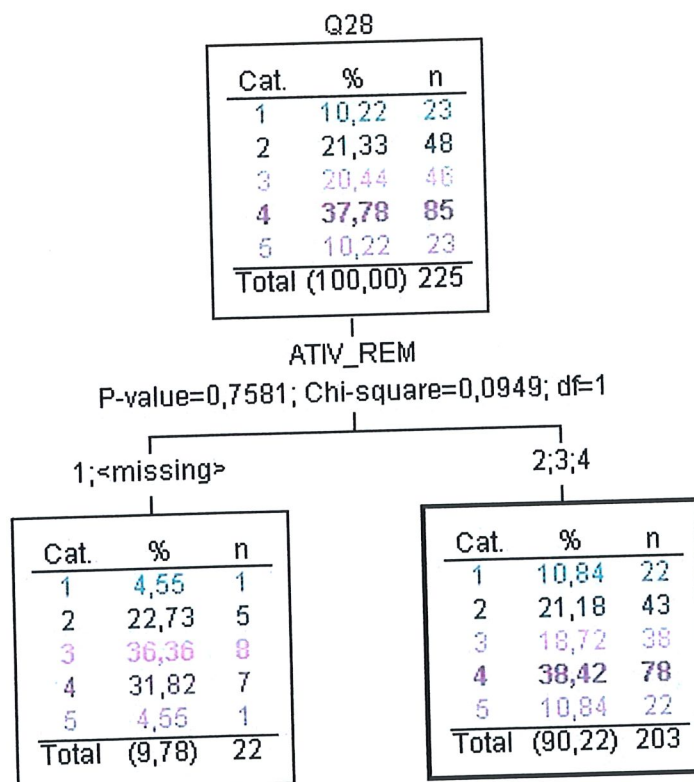 Q28
Cat. % n
1 10,22 23
2 21,33 48
3 20,44 46
4 37,78 85
5 10,22 23
Total (100,00) 225
ATIV_REM
P-value=0,7581; Chi-square=0,0949; df=1
1;<missing>
2;3;4
Cat. % n
1 4,55 1
2 22,73 5
3 36,36 8
4 31,82 7
5 4,55 1
Total (9,78) 22
Cat. % n
1 10,84 22
2 21,18 43
3 18,72 38
4 38,42 78
5 10,84 22
Total (90,22) 203